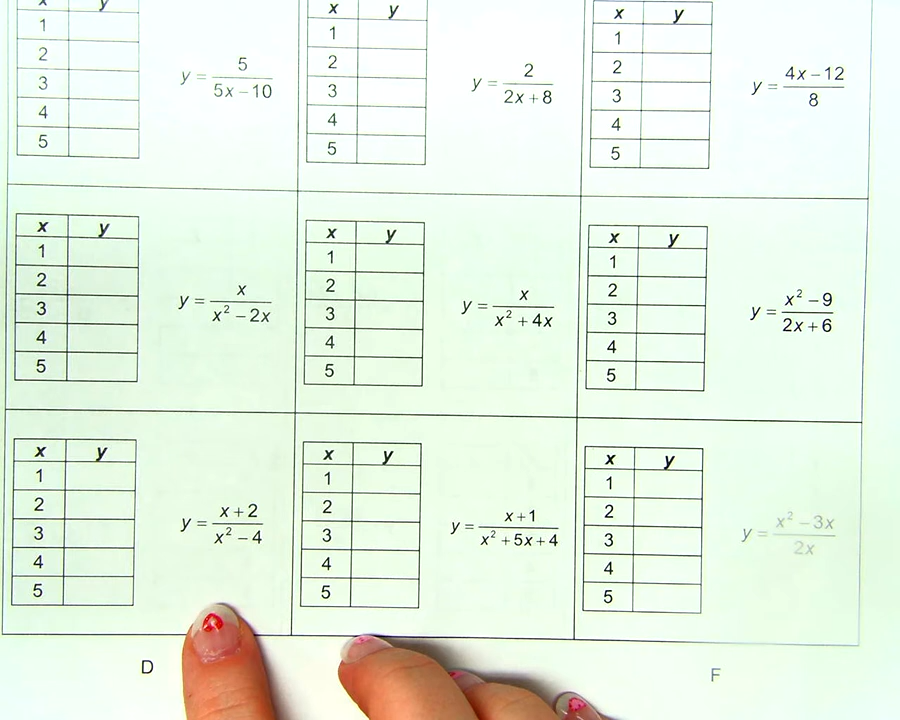 x y x y x y
1 1 1
2 2 2
3 3 3
4 4 4
5 5 5
y = 5/(5x − 10) y = 2/(2x + 8) y = (4x − 12)/8
x y x y x y
1 1 1
2 2 2
3 3 3
4 4 4
5 5 5
y = x/(x² − 2x) y = x/(x² + 4x) y = (x² − 9)/(2x + 6)
x y x y x y
1 1 1
2 2 2
3 3 3
4 4 4
5 5 5
y = (x + 2)/(x² − 4) y = (x + 1)/(x² + 5x + 4) y = (x² − 3x)/(2x)
D F